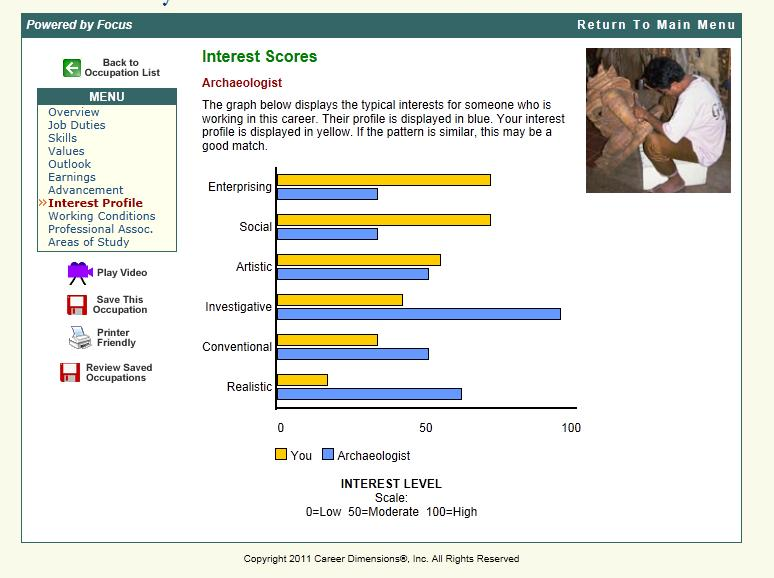 Powered by Focus
Return To Main Menu
Back to
Occupation List
MENU
Overview
Job Duties
Skills
Values
Outlook
Earnings
Advancement
»Interest Profile
Working Conditions
Professional Assoc.
Areas of Study
Play Video
Save This
Occupation
Printer
Friendly
Review Saved
Occupations
Interest Scores
Archaeologist
The graph below displays the typical interests for someone who is
working in this career. Their profile is displayed in blue. Your interest
profile is displayed in yellow. If the pattern is similar, this may be a
good match.
Enterprising
Social
Artistic
Investigative
Conventional
Realistic
0 50 100
You Archaeologist
INTEREST LEVEL
Scale:
0=Low 50=Moderate 100=High
Copyright 2011 Career Dimensions®, Inc. All Rights Reserved